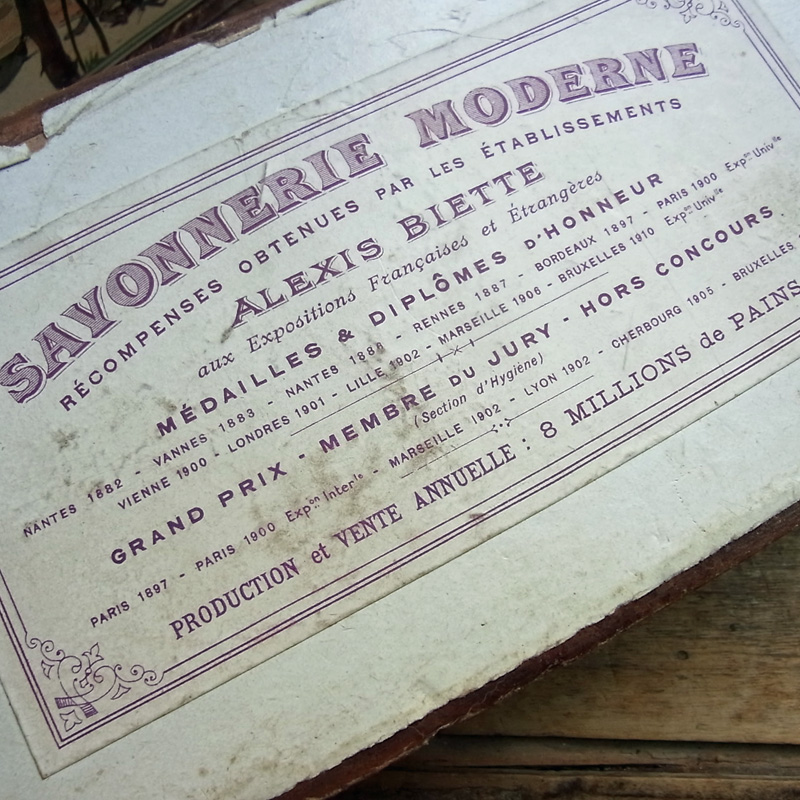 SAVONNERIE MODERNE
RÉCOMPENSES OBTENUES PAR LES ÉTABLISSEMENTS
ALEXIS BIETTE
aux Expositions Françaises et Étrangères
MÉDAILLES & DIPLÔMES D'HONNEUR
NANTES 1882 - VANNES 1883 - NANTES 1886 - RENNES 1887 - BORDEAUX 1897 - PARIS 1900 Expon Univlle
VIENNE 1900 - LONDRES 1901 - LILLE 1902 - MARSEILLE 1906 - BRUXELLES 1910 Expon Univlle
GRAND PRIX - MEMBRE DU JURY - HORS CONCOURS
(Section d'Hygiène)
PARIS 1897 - PARIS 1900 Expon Interle - MARSEILLE 1902 - LYON 1902 - CHERBOURG 1905 - BRUXELLES
PRODUCTION et VENTE ANNUELLE : 8 MILLIONS de PAINS